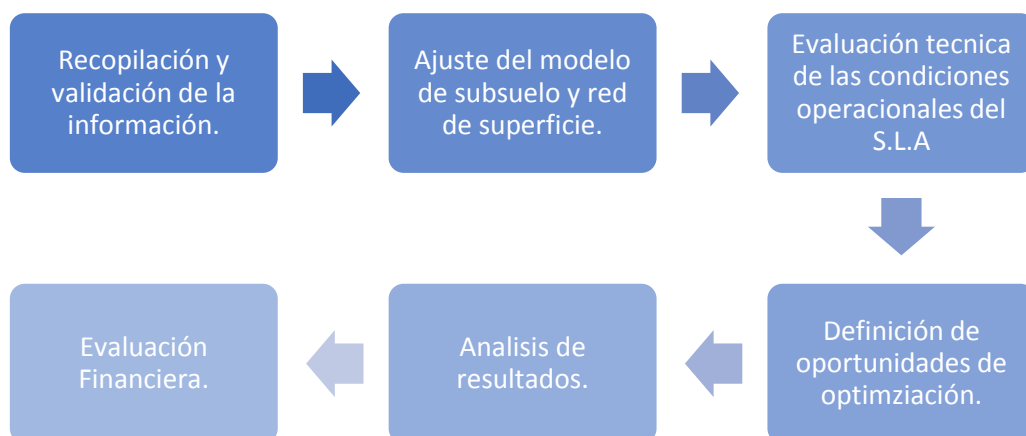 Recopilación y
validación de la
información.
Ajuste del modelo
de subsuelo y red
de superficie.
Evaluación tecnica
de las condiciones
operacionales del
S.L.A
Definición de
oportunidades de
optimziación.
Analisis de
resultados.
Evaluación
Financiera.